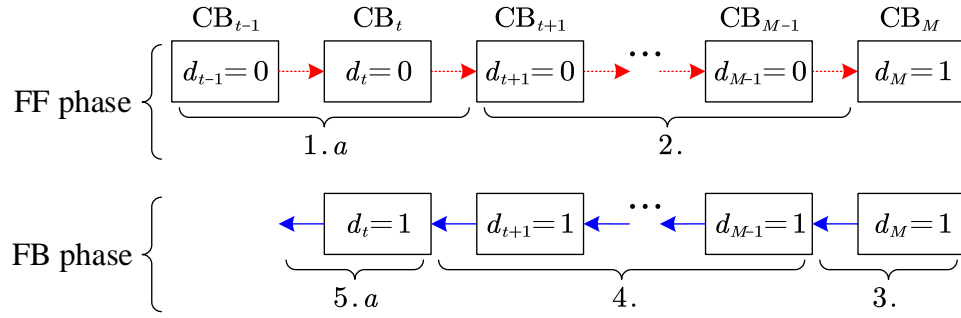 CB_{t-1} CB_t CB_{t+1} ... CB_{M-1} CB_M
FF phase d_{t-1}=0 d_t=0 d_{t+1}=0 d_{M-1}=0 d_M=1
1.a 2.
...
FB phase d_t=1 d_{t+1}=1 d_{M-1}=1 d_M=1
5.a 4. 3.